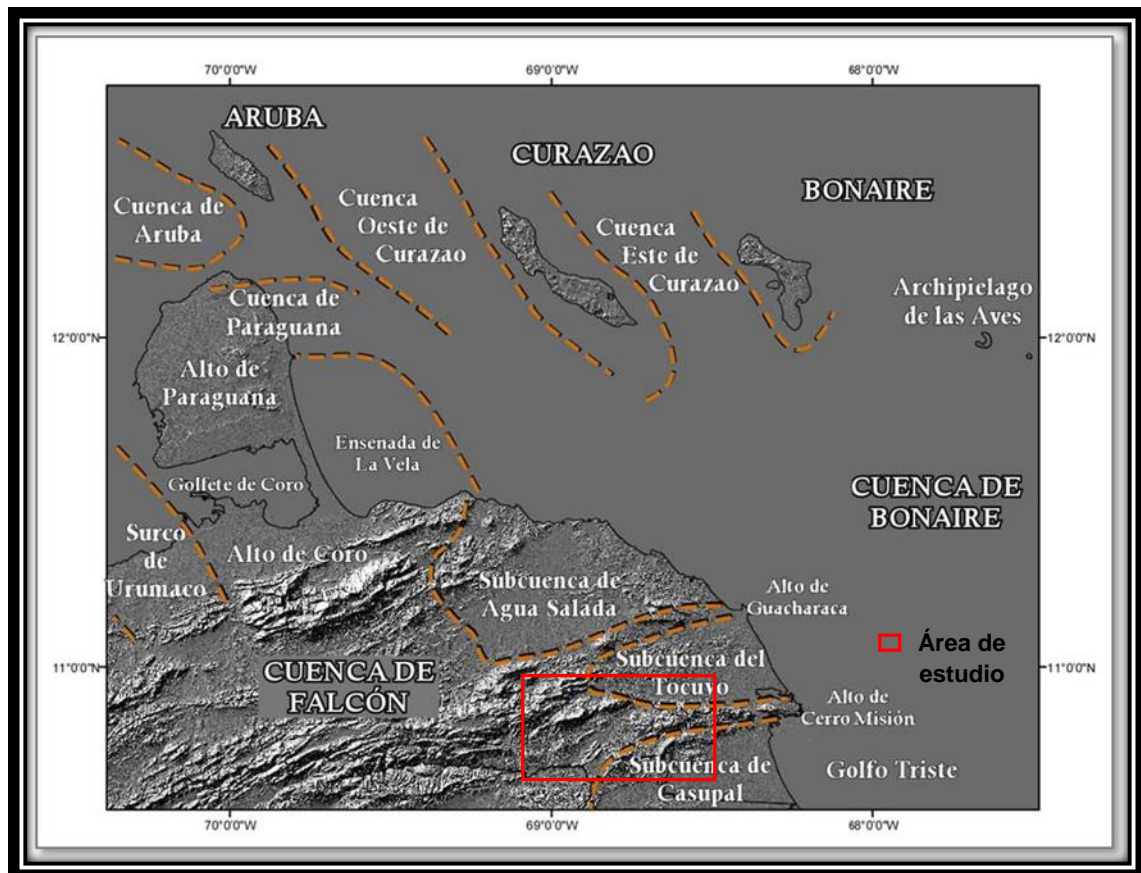 70°0'0"W
69°0'0"W
68°0'0"W
ARUBA
CURAZAO
BONAIRE
Cuenca de
Aruba
Cuenca
Oeste de
Curazao
Cuenca
Este de
Curazao
Archipielago
de las Aves
Cuenca de
Paraguana
12°0'0"N
12°0'0"N
Alto de
Paraguana
Ensenada de
La Vela
Golfete de Coro
CUENCA DE
BONAIRE
Surco
de
Urumaco
Alto de Coro
Subcuenca de
Agua Salada
Alto de
Guacharaca
Área de
estudio
11°0'0"N
11°0'0"N
CUENCA DE
FALCÓN
Subcuenca del
Tocuyo
Alto de
Cerro Misión
Subcuenca de
Casupal
Golfo Triste
70°0'0"W
69°0'0"W
68°0'0"W